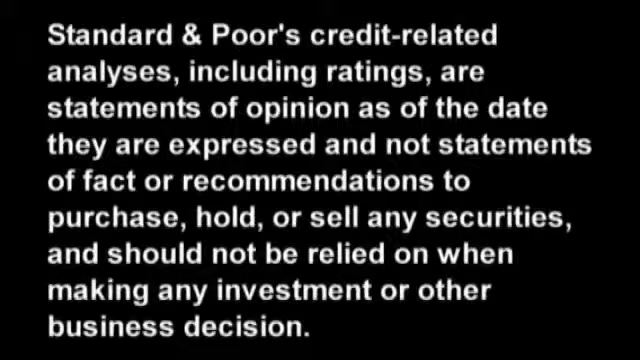 Standard & Poor's credit-related
analyses, including ratings, are
statements of opinion as of the date
they are expressed and not statements
of fact or recommendations to
purchase, hold, or sell any securities,
and should not be relied on when
making any investment or other
business decision.